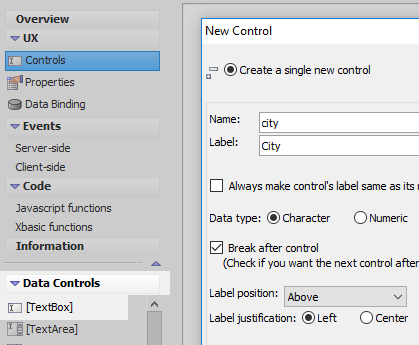 Overview
UX
Controls
Properties
Data Binding
Events
Server-side
Client-side
Code
Javascript functions
Xbasic functions
Information
Data Controls
[TextBox]
[TextArea]
New Control
Create a single new control
Name: city
Label: City
Always make control's label same as its
Data type: Character Numeric
Break after control
(Check if you want the next control after
Label position: Above
Label justification: Left Center